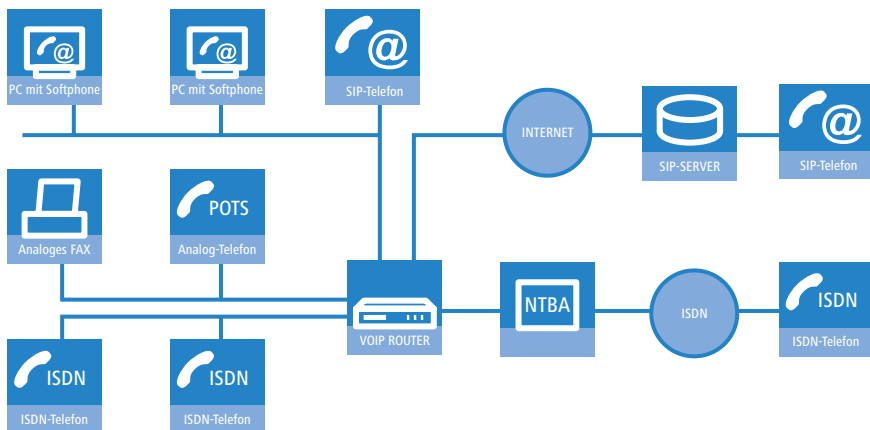 @
PC mit Softphone
@
PC mit Softphone
@
SIP-Telefon
INTERNET
SIP-SERVER
@
SIP-Telefon
Analoges FAX
POTS
Analog-Telefon
VOIP ROUTER
NTBA
ISDN
ISDN
ISDN-Telefon
ISDN
ISDN-Telefon
ISDN
ISDN-Telefon